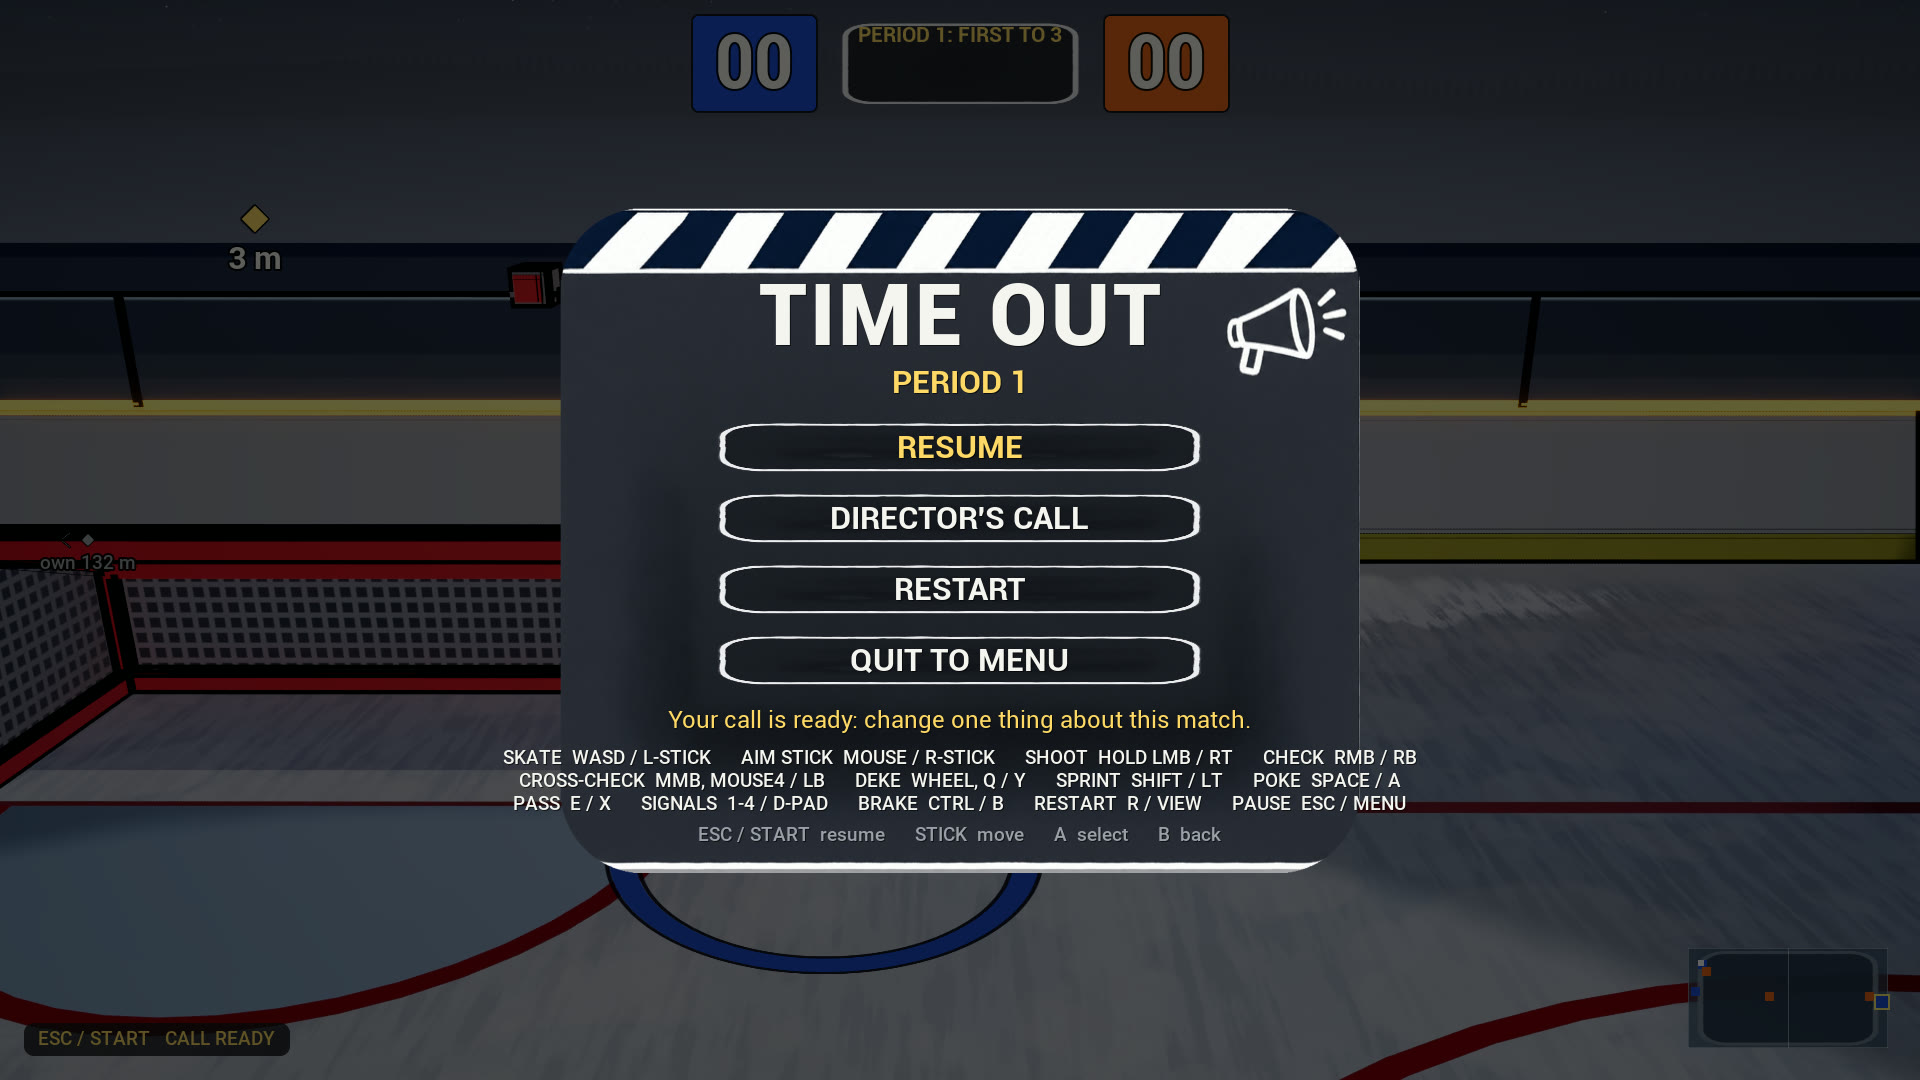 00 PERIOD 1: FIRST TO 3 00
3 m
TIME OUT
PERIOD 1
RESUME
DIRECTOR'S CALL
own 132 m
RESTART
QUIT TO MENU
Your call is ready: change one thing about this match.
SKATE WASD / L-STICK AIM STICK MOUSE / R-STICK SHOOT HOLD LMB / RT CHECK RMB / RB
CROSS-CHECK MMB, MOUSE4 / LB DEKE WHEEL, Q / Y SPRINT SHIFT / LT POKE SPACE / A
PASS E / X SIGNALS 1-4 / D-PAD BRAKE CTRL / B RESTART R / VIEW PAUSE ESC / MENU
ESC / START resume STICK move A select B back
ESC / START CALL READY